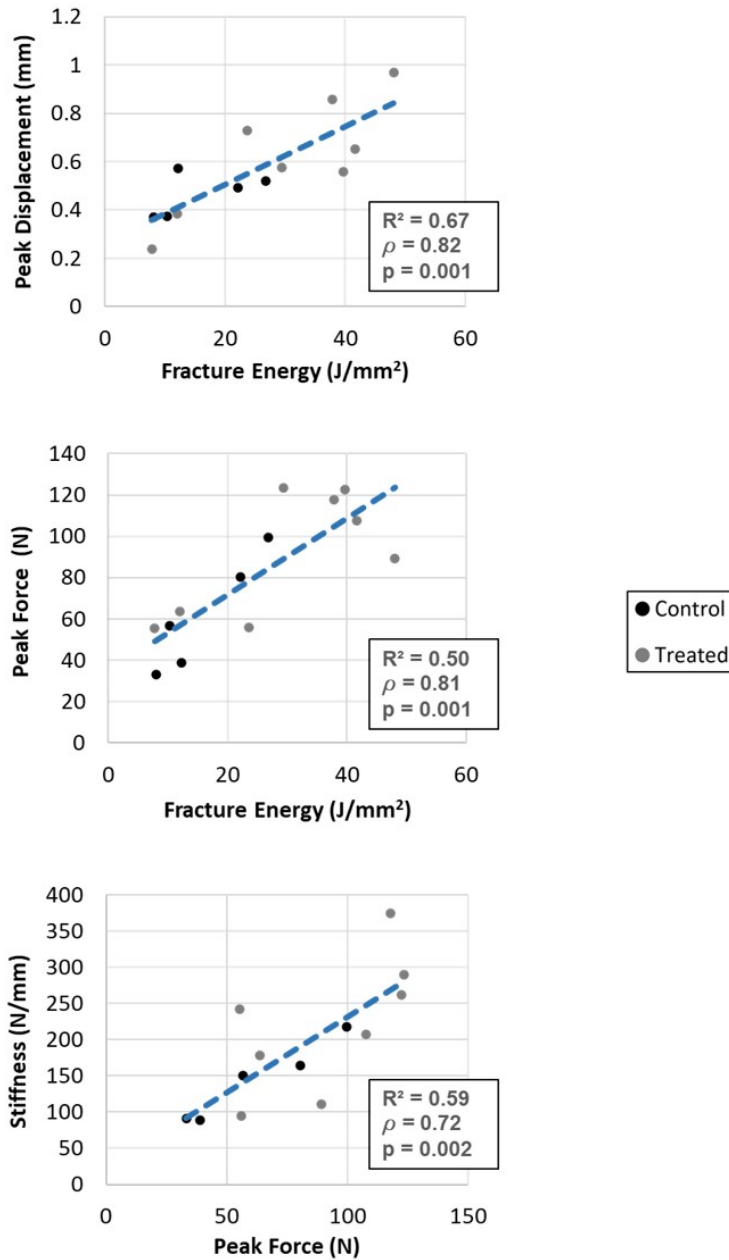 1.2
1
0.8
0.6
0.4
0.2
0
Peak Displacement (mm)
R² = 0.67
ρ = 0.82
p = 0.001
0 20 40 60
Fracture Energy (J/mm²)
140
120
100
80
60
40
20
0
Peak Force (N)
R² = 0.50
ρ = 0.81
p = 0.001
0 20 40 60
Fracture Energy (J/mm²)
Control
Treated
400
350
300
250
200
150
100
50
0
Stiffness (N/mm)
R² = 0.59
ρ = 0.72
p = 0.002
0 50 100 150
Peak Force (N)